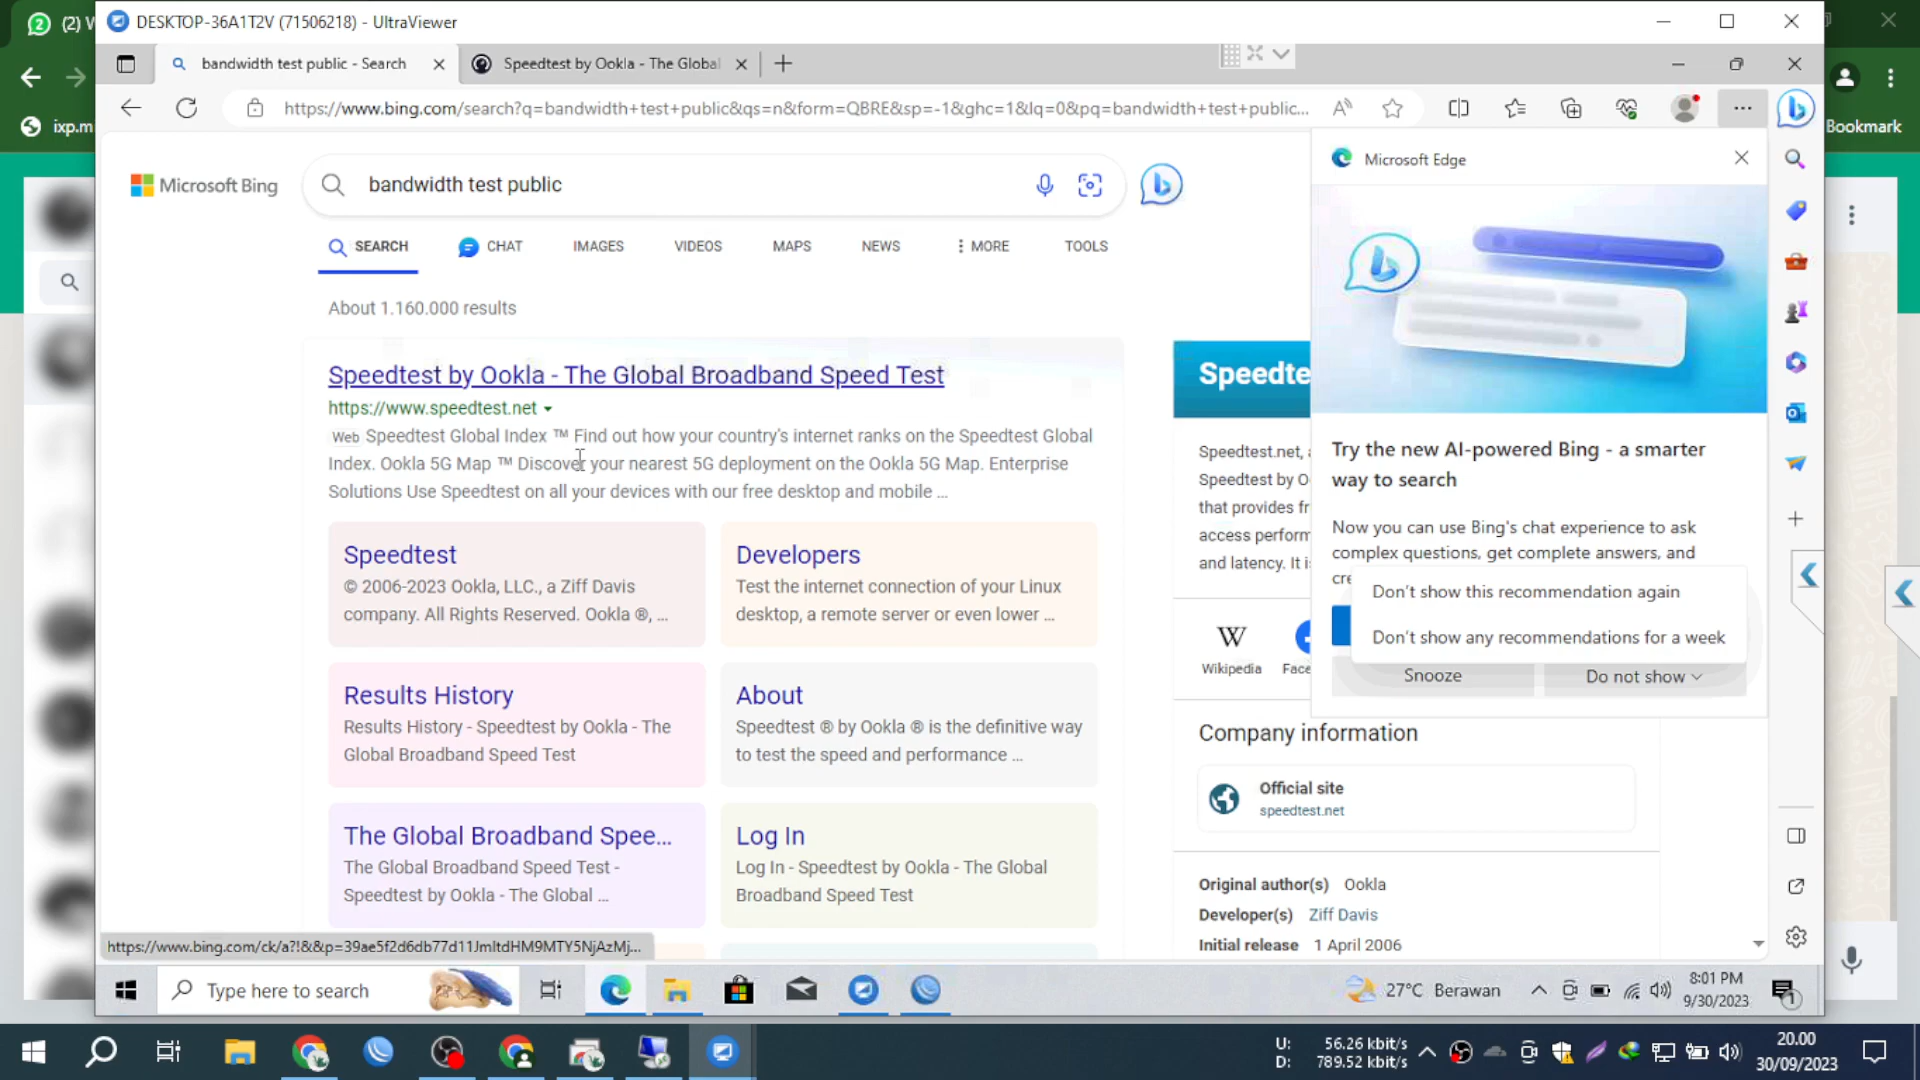 (2) W
DESKTOP-36A1T2V (71506218) - UltraViewer
bandwidth test public - Search
Speedtest by Ookla - The Global
https://www.bing.com/search?q=bandwidth+test+public&qs=n&form=QBRE&sp=-1&ghc=1&lq=0&pq=bandwidth+test+public...
ixp.m
Bookmark
Microsoft Bing
bandwidth test public
SEARCH
CHAT
IMAGES
VIDEOS
MAPS
NEWS
MORE
TOOLS
About 1.160.000 results
Speedtest by Ookla - The Global Broadband Speed Test
https://www.speedtest.net
Web Speedtest Global Index ™ Find out how your country's internet ranks on the Speedtest Global
Index. Ookla 5G Map ™ Discover your nearest 5G deployment on the Ookla 5G Map. Enterprise
Solutions Use Speedtest on all your devices with our free desktop and mobile ...
Speedtest
© 2006-2023 Ookla, LLC., a Ziff Davis
company. All Rights Reserved. Ookla ®, ...
Developers
Test the internet connection of your Linux
desktop, a remote server or even lower ...
Results History
Results History - Speedtest by Ookla - The
Global Broadband Speed Test
About
Speedtest ® by Ookla ® is the definitive way
to test the speed and performance ...
The Global Broadband Spee...
The Global Broadband Speed Test -
Speedtest by Ookla - The Global ...
Log In
Log In - Speedtest by Ookla - The Global
Broadband Speed Test
https://www.bing.com/ck/a?!&&p=39ae5f2d6db77d11JmltdHM9MTY5NjAzMj...
Speedte
Speedtest.net, a
Speedtest by O
that provides fr
access perform
and latency. It i
Wikipedia
Face
Company information
Official site
speedtest.net
Original author(s) Ookla
Developer(s) Ziff Davis
Initial release 1 April 2006
Microsoft Edge
Try the new AI-powered Bing - a smarter
way to search
Now you can use Bing's chat experience to ask
complex questions, get complete answers, and
cre
Don't show this recommendation again
Don't show any recommendations for a week
Snooze
Do not show
Type here to search
27°C Berawan
8:01 PM
9/30/2023
1
U: 56.26 kbit/s
D: 789.52 kbit/s
20.00
30/09/2023